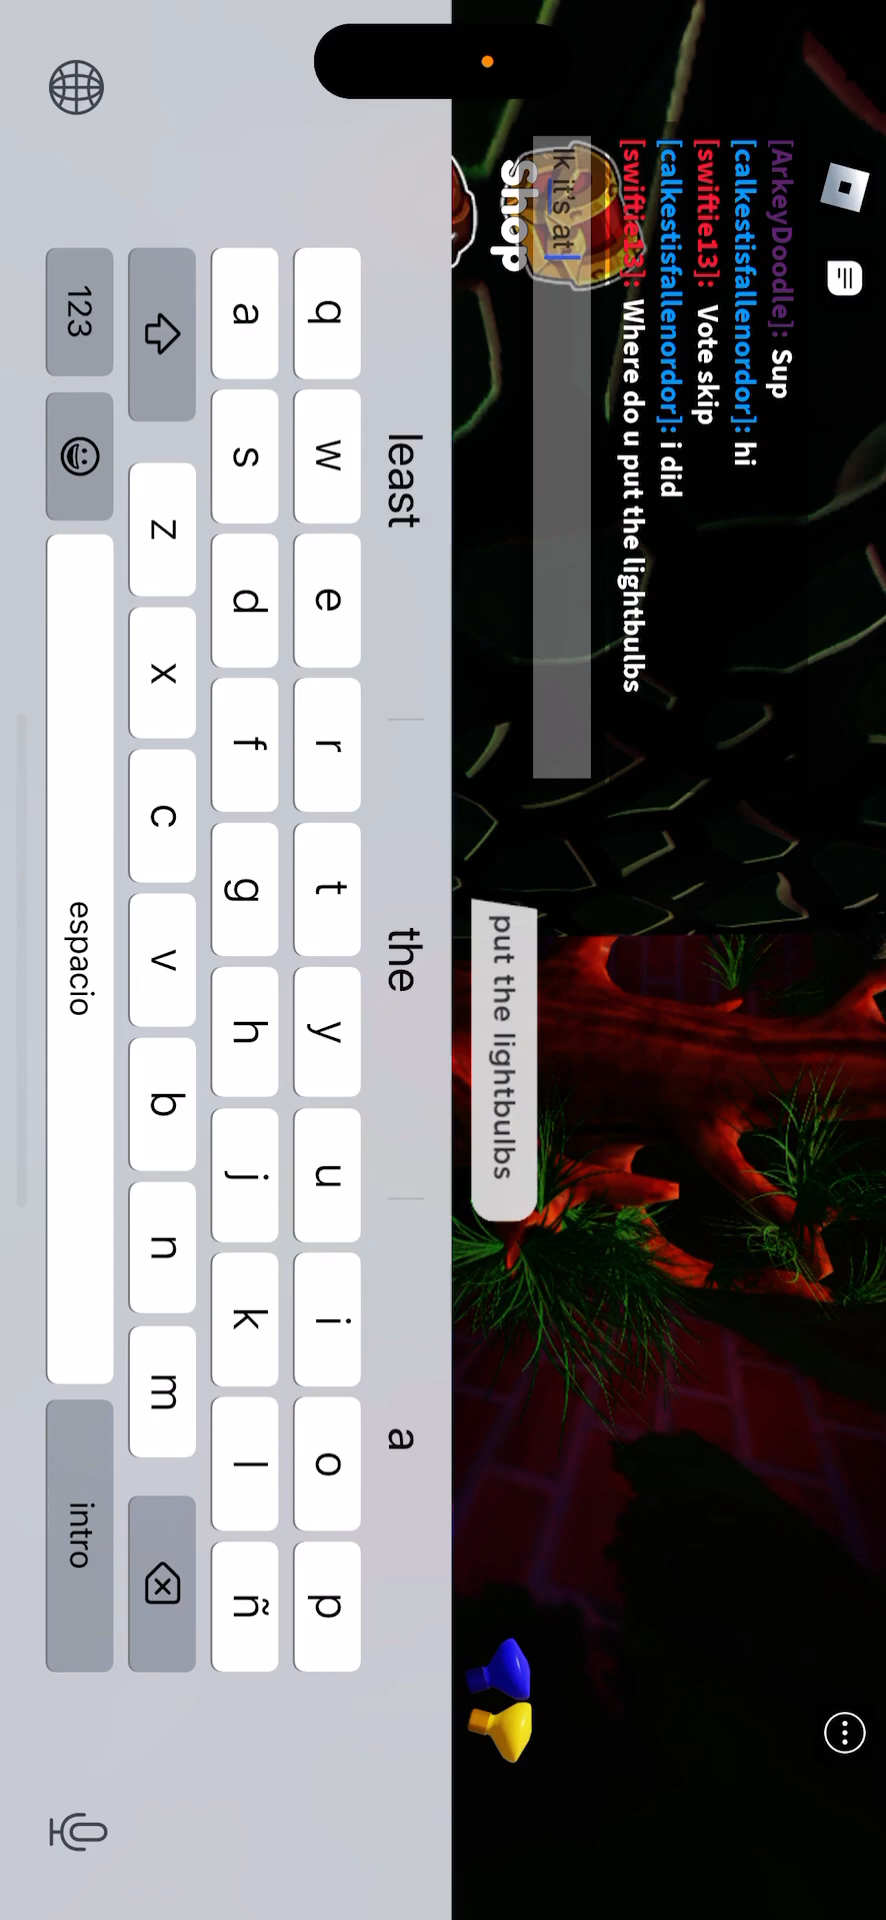 [ArkeyDoodle]: Sup
[calkestisfallenordor]: hi
[swiftie13]: Vote skip
[calkestisfallenordor]: i did
[swiftie13]: Where do u put the lightbulbs
Ik it's at
Shop
put the lightbulbs
least the a
q w e r t y u i o p
a s d f g h j k l ñ
z x c v b n m
123 espacio intro